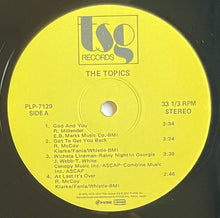 tsg
RECORDS
THE TOPICS
PLP-7129
SIDE A
33 1/3 RPM
STEREO
1. God And You 3:34
R. Millender
E.B. Marks Music Co.-BMI
2. Got To Get You Back 3:34
R. McCoy
Klarke/Fania/Whistle-BMI
3. Wichita Lineman-Rainy Night In Georgia 3:39
J. Webb-T. White
Canopy Music Inc./ASCAP-Combine Music
Inc./ASCAP
4. At Last It's Over 2:46
R. McCoy
Klarke/Fania/Whistle-BMI